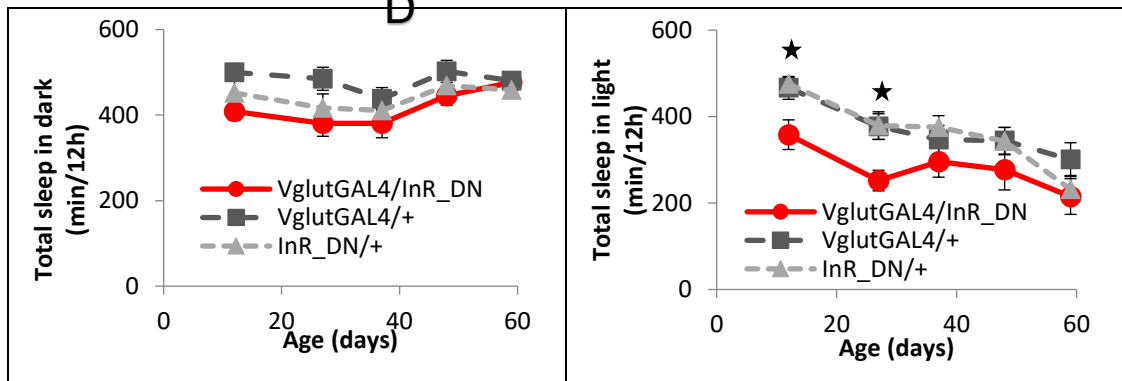 D
600
400
200
0
0 20 40 60
Total sleep in dark
(min/12h)
Age (days)
VglutGAL4/InR_DN
VglutGAL4/+
InR_DN/+
600
400
200
0
0 20 40 60
Total sleep in light
(min/12h)
Age (days)
VglutGAL4/InR_DN
VglutGAL4/+
InR_DN/+